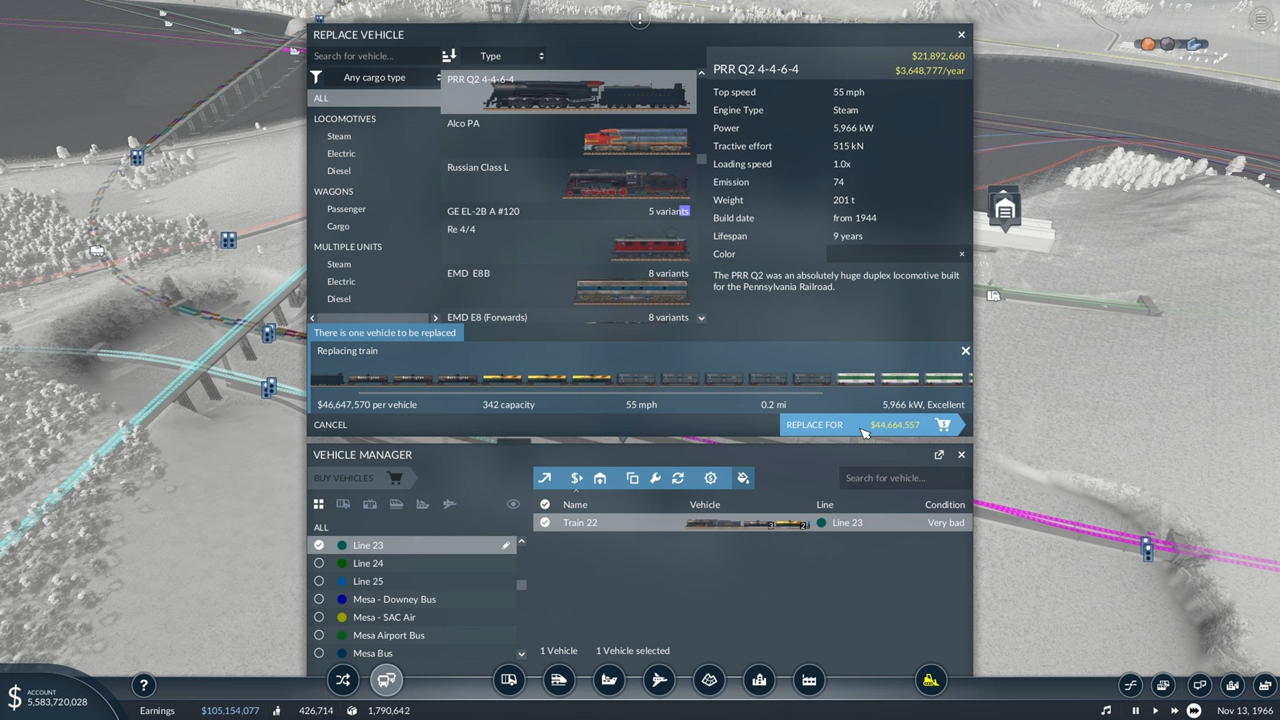 REPLACE VEHICLE
Search for vehicle...
Type
Any cargo type
ALL
LOCOMOTIVES
Steam
Electric
Diesel
WAGONS
Passenger
Cargo
MULTIPLE UNITS
Steam
Electric
Diesel
PRR Q2 4-4-6-4
Alco PA
Russian Class L
GE EL-2B A #120 5 variants
Re 4/4
EMD E8B 8 variants
EMD E8 (Forwards) 8 variants
$21,892,660
PRR Q2 4-4-6-4 $3,648,777/year
Top speed 55 mph
Engine Type Steam
Power 5,966 kW
Tractive effort 515 kN
Loading speed 1.0x
Emission 74
Weight 201 t
Build date from 1944
Lifespan 9 years
Color
The PRR Q2 was an absolutely huge duplex locomotive built
for the Pennsylvania Railroad.
There is one vehicle to be replaced
Replacing train
$46,647,570 per vehicle 342 capacity 55 mph 0.2 mi 5,966 kW, Excellent
CANCEL REPLACE FOR $44,664,557
VEHICLE MANAGER
BUY VEHICLES
Search for vehicle...
ALL
Line 23
Line 24
Line 25
Mesa - Downey Bus
Mesa - SAC Air
Mesa Airport Bus
Mesa Bus
Name Vehicle Line Condition
Train 22 Line 23 Very bad
1 Vehicle 1 Vehicle selected
ACCOUNT
$ 5,583,720,028
?
Earnings $105,154,077 426,714 1,790,642
Nov 13, 1966